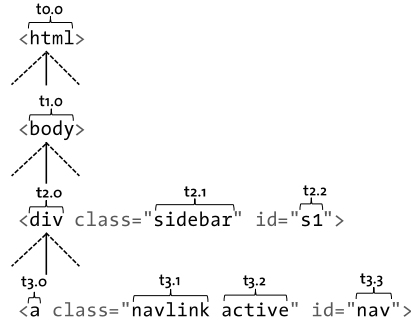 t0.0
<html>
t1.0
<body>
t2.0 t2.1 t2.2
<div class="sidebar" id="s1">
t3.0 t3.1 t3.2 t3.3
<a class="navlink active" id="nav">